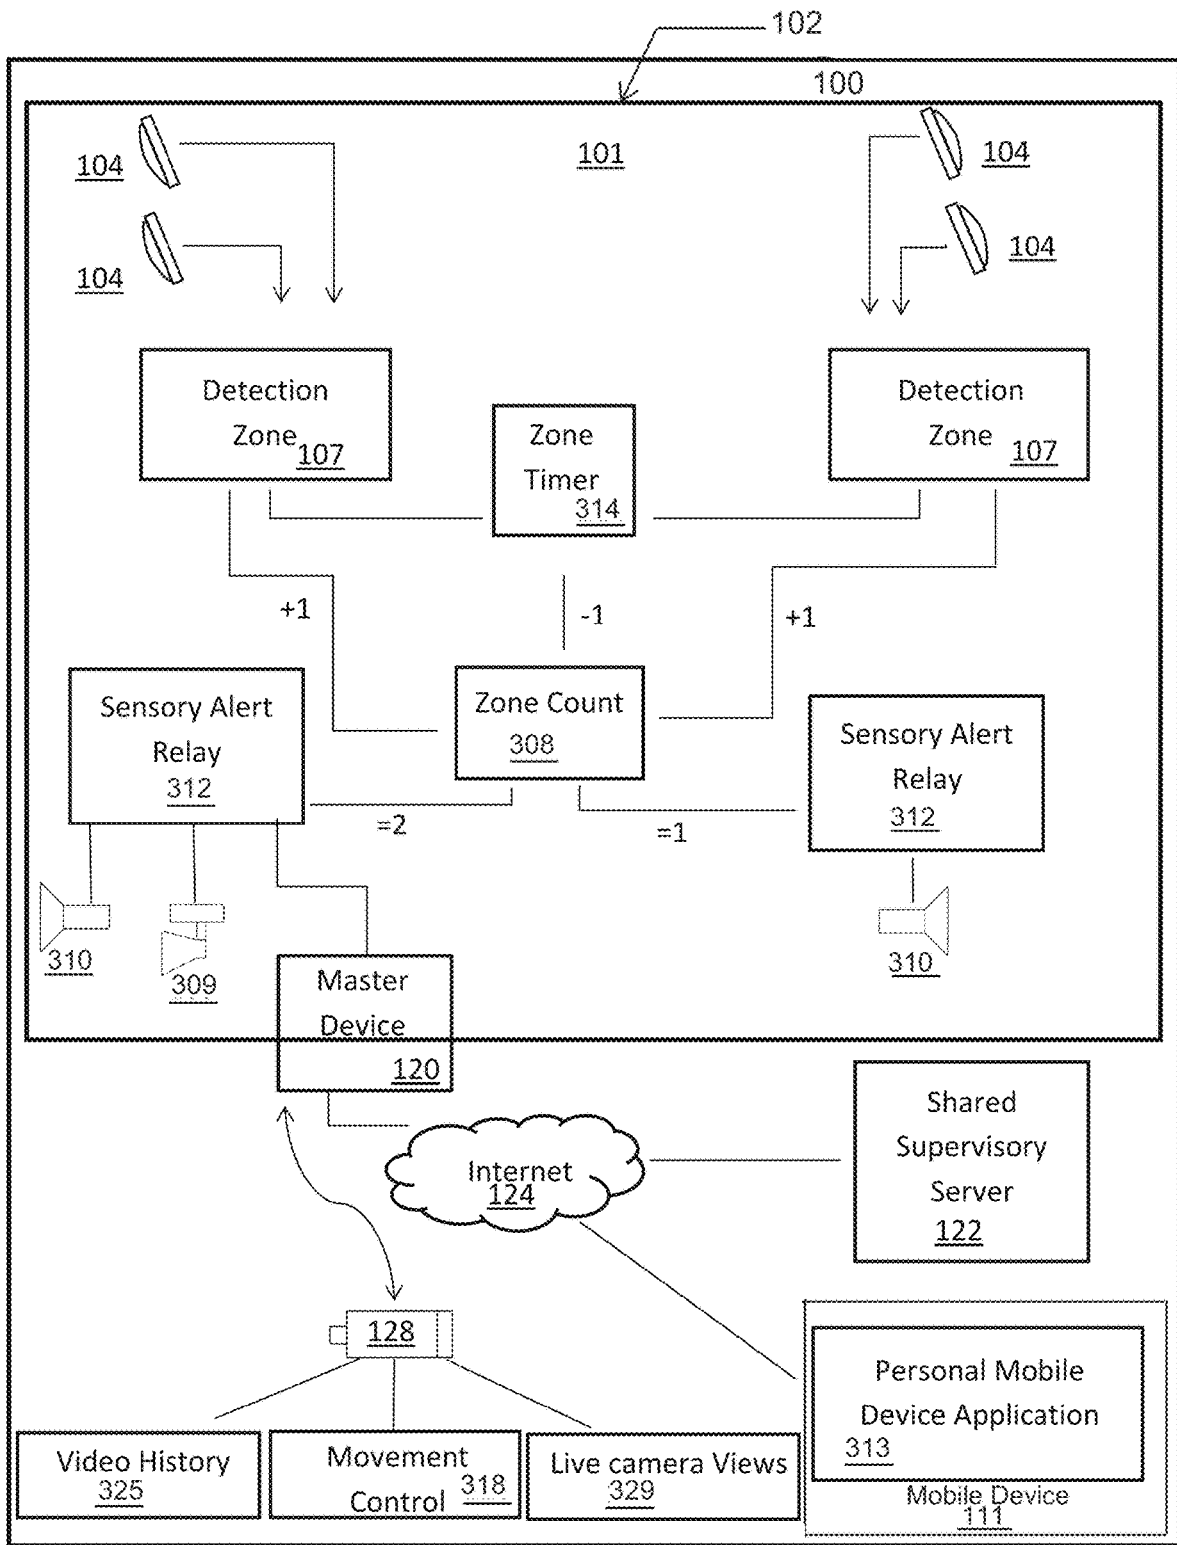 102
100
101
104
104
104
104
Detection
Zone
107
Zone
Timer
314
Detection
Zone
107
+1
-1
+1
Sensory Alert
Relay
312
Zone Count
308
Sensory Alert
Relay
312
=2
=1
310
309
310
Master
Device
120
Internet
124
Shared
Supervisory
Server
122
128
Video History
325
Movement
Control
318
Live camera Views
329
Personal Mobile
Device Application
313
Mobile Device
111